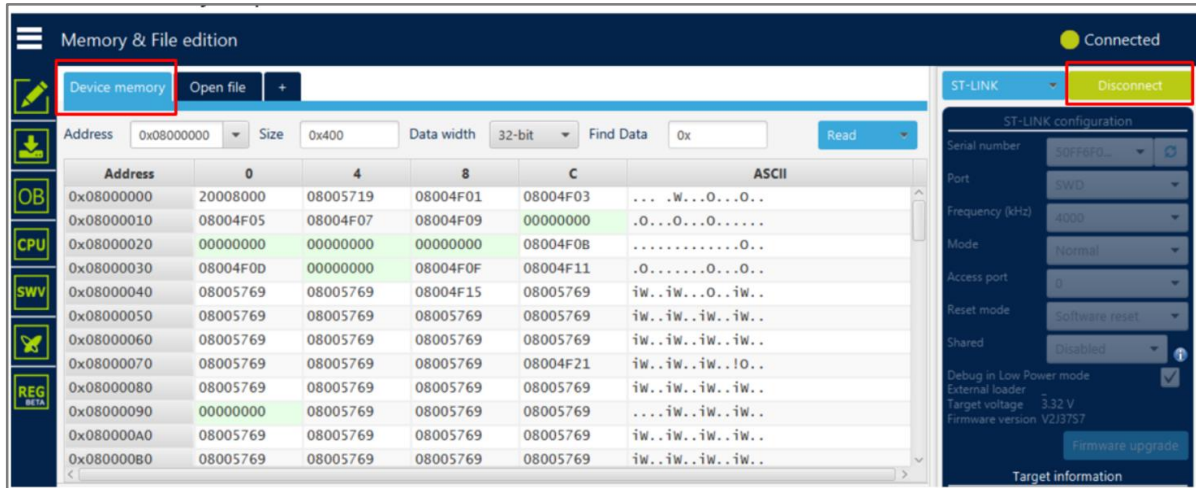 Memory & File edition
Connected
Device memory Open file +
ST-LINK Disconnect
Address 0x08000000 Size 0x400 Data width 32-bit Find Data 0x Read
ST-LINK configuration
Serial number 50FF6F0...
Port SWD
Frequency (kHz) 4000
Mode Normal
Access port 0
Reset mode Software reset
Shared Disabled
Debug in Low Power mode
External loader _
Target voltage 3.32 V
Firmware version V2J37S7
Firmware upgrade
Target information
OB
CPU
SWV
REG
BETA
Address 0 4 8 C ASCII
0x08000000 20008000 08005719 08004F01 08004F03 ... .W...O...O..
0x08000010 08004F05 08004F07 08004F09 00000000 .O...O...O......
0x08000020 00000000 00000000 00000000 08004F0B .............O..
0x08000030 08004F0D 00000000 08004F0F 08004F11 .O.......O...O..
0x08000040 08005769 08005769 08004F15 08005769 iW..iW...O..iW..
0x08000050 08005769 08005769 08005769 08005769 iW..iW..iW..iW..
0x08000060 08005769 08005769 08005769 08005769 iW..iW..iW..iW..
0x08000070 08005769 08005769 08005769 08004F21 iW..iW..iW..!O..
0x08000080 08005769 08005769 08005769 08005769 iW..iW..iW..iW..
0x08000090 00000000 08005769 08005769 08005769 ....iW..iW..iW..
0x080000A0 08005769 08005769 08005769 08005769 iW..iW..iW..iW..
0x080000B0 08005769 08005769 08005769 08005769 iW..iW..iW..iW..